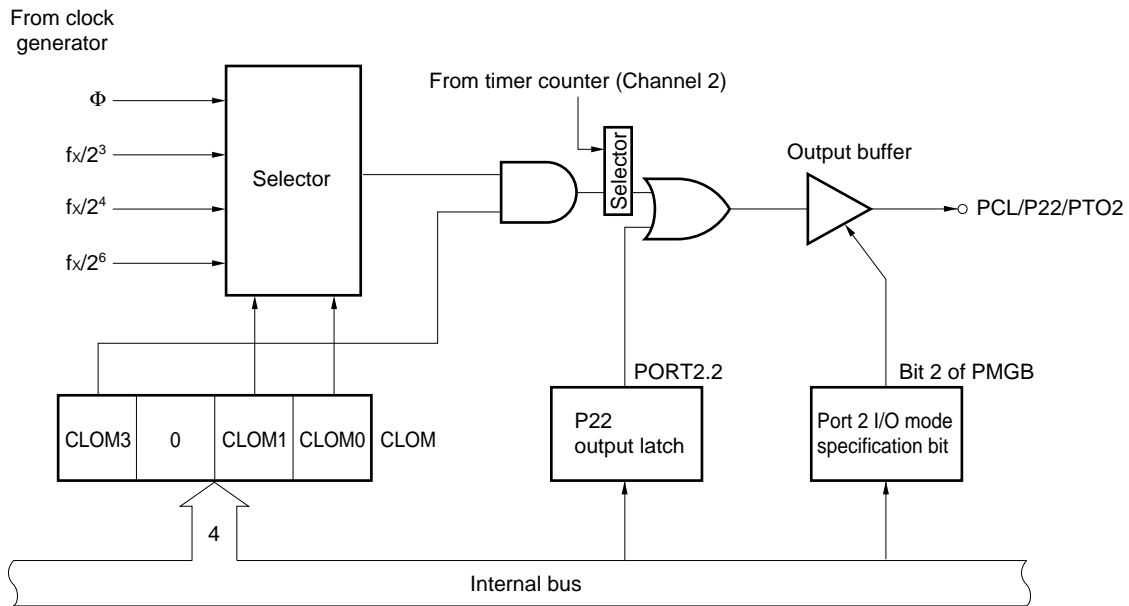 From clock
generator
Φ
fx/2³
fx/2⁴
fx/2⁶
Selector
From timer counter (Channel 2)
Selector
Output buffer
PCL/P22/PTO2
PORT2.2
Bit 2 of PMGB
CLOM3
0
CLOM1
CLOM0
CLOM
P22
output latch
Port 2 I/O mode
specification bit
4
Internal bus